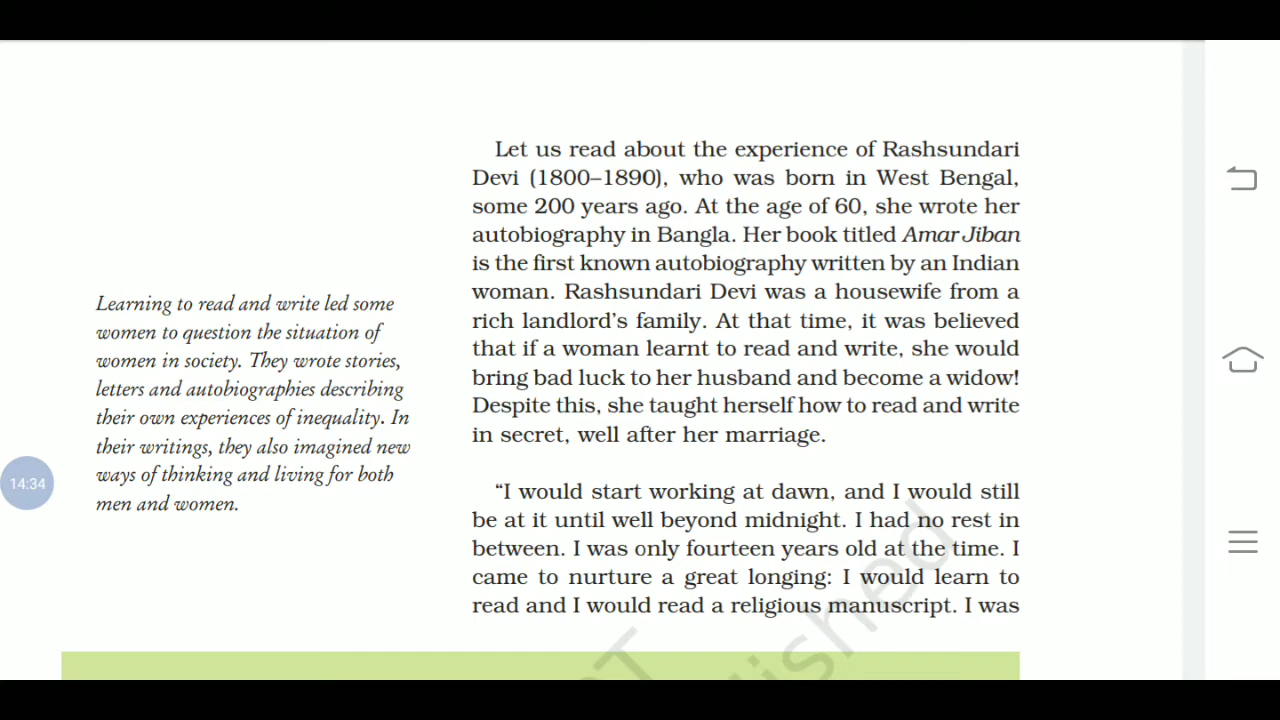 Let us read about the experience of Rashsundari
Devi (1800–1890), who was born in West Bengal,
some 200 years ago. At the age of 60, she wrote her
autobiography in Bangla. Her book titled Amar Jiban
is the first known autobiography written by an Indian
woman. Rashsundari Devi was a housewife from a
rich landlord's family. At that time, it was believed
that if a woman learnt to read and write, she would
bring bad luck to her husband and become a widow!
Despite this, she taught herself how to read and write
in secret, well after her marriage.
"I would start working at dawn, and I would still
be at it until well beyond midnight. I had no rest in
between. I was only fourteen years old at the time. I
came to nurture a great longing: I would learn to
read and I would read a religious manuscript. I was
Learning to read and write led some
women to question the situation of
women in society. They wrote stories,
letters and autobiographies describing
their own experiences of inequality. In
their writings, they also imagined new
ways of thinking and living for both
men and women.
14:34